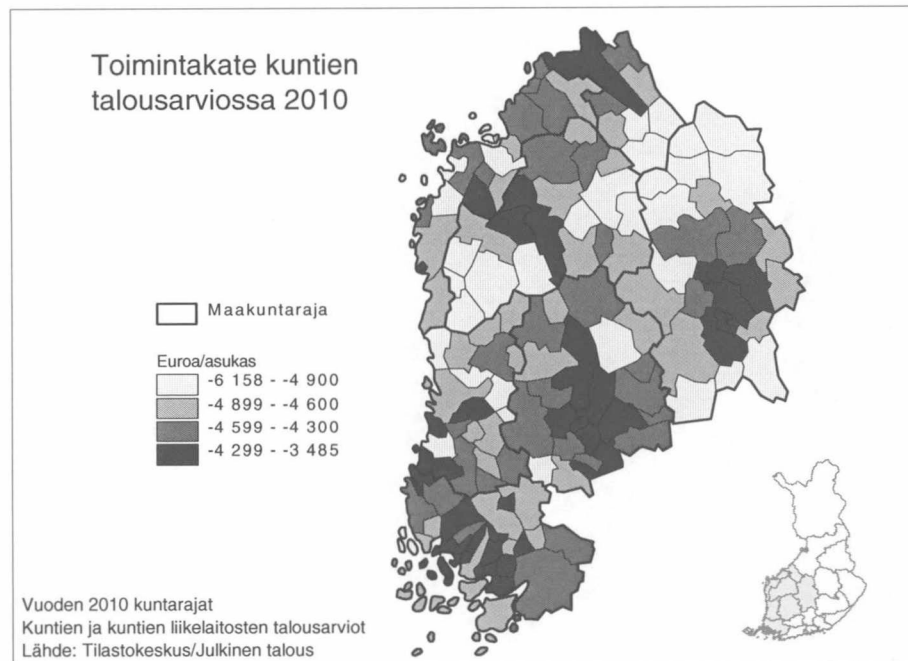 Toimintakate kuntien
talousarviossa 2010
Maakuntaraja
Euroa/asukas
-6 158 - -4 900
-4 899 - -4 600
-4 599 - -4 300
-4 299 - -3 485
Vuoden 2010 kuntarajat
Kuntien ja kuntien liikelaitosten talousarviot
Lähde: Tilastokeskus/Julkinen talous